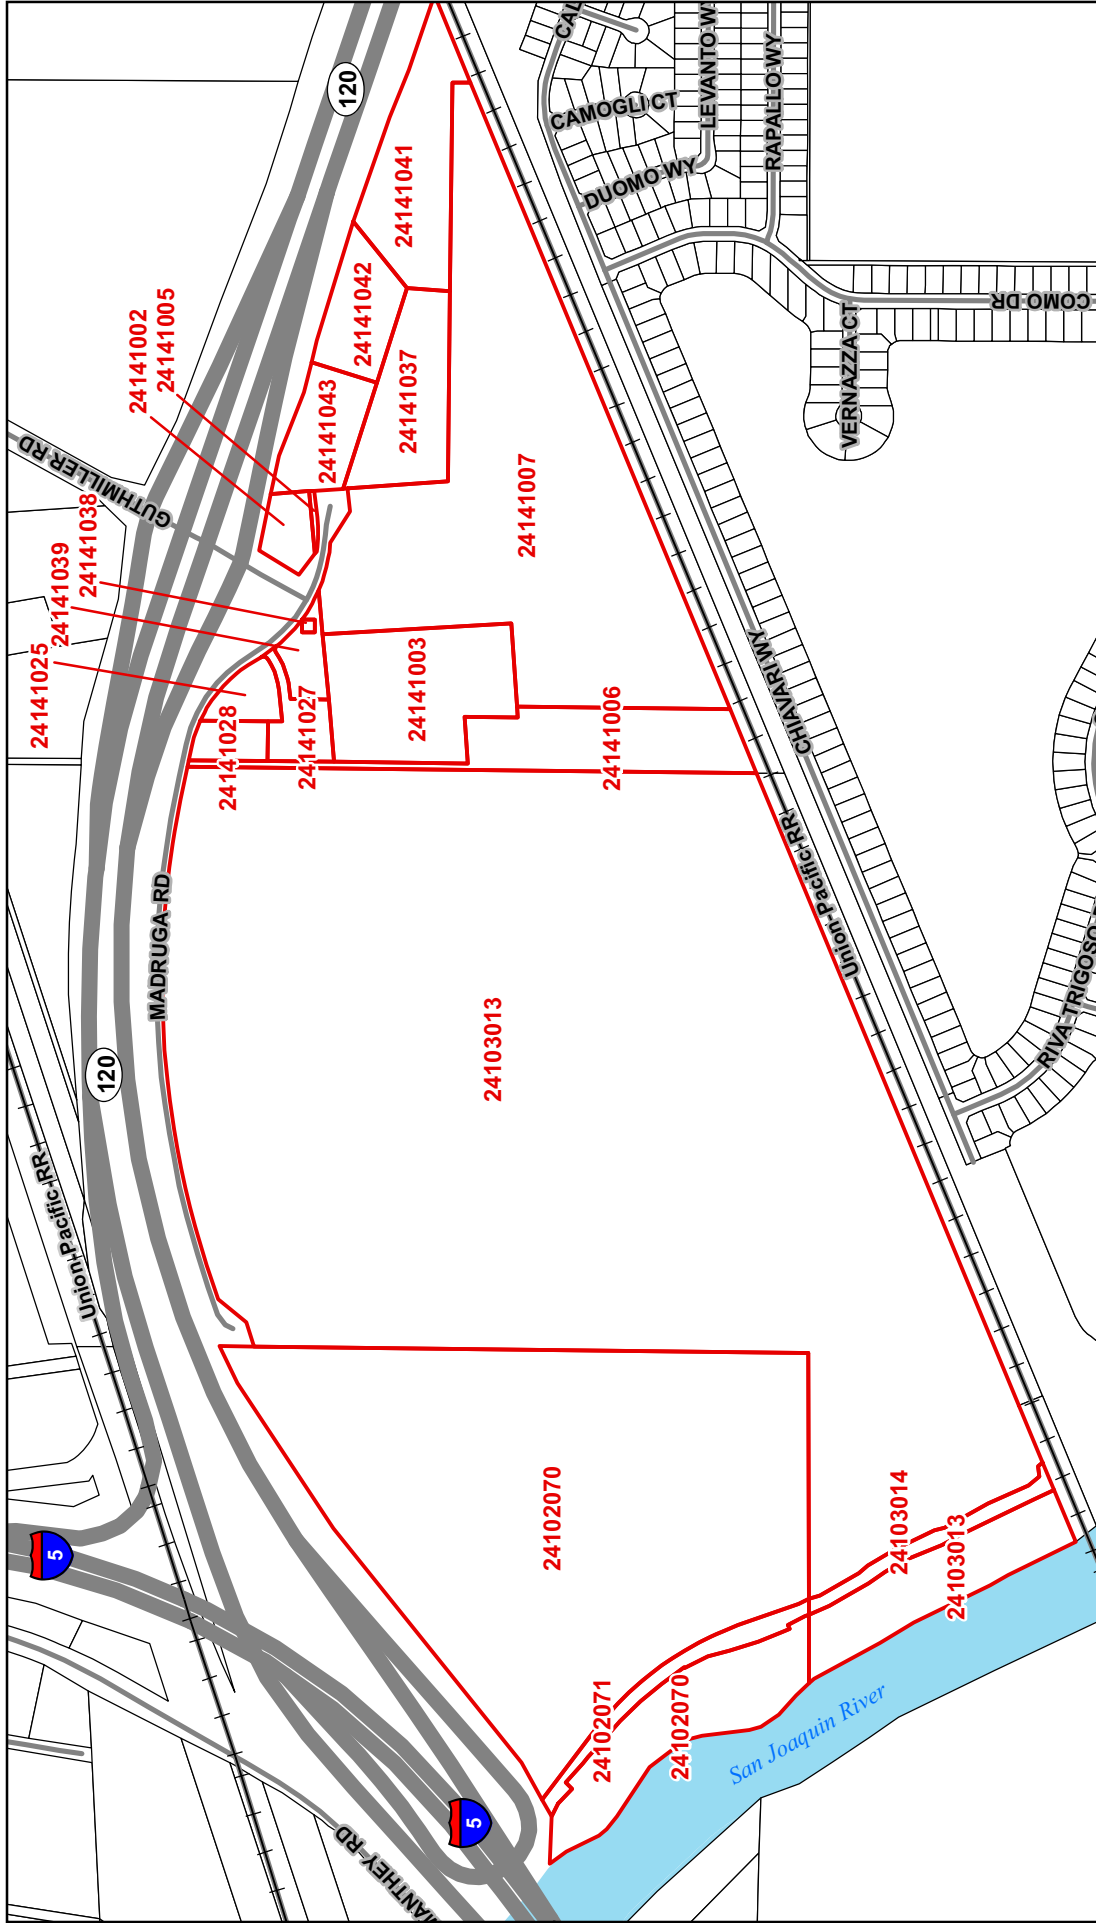 120
CAL
CAMOGLI CT
LEVANTO W
RAPALLO WY
DUOMO WY
COMO DR
VERNAZZA CT
24141041
24141042
24141002
24141005
24141037
24141043
GUTHMILLER RD
24141038
24141039
24141007
24141025
24141003
CHIAVARI WY
24141006
24141027
24141028
Union-Pacific-RR
MADRUGA RD
24103013
120
RIVA TRIGOSO
Union-Pacific-RR
5
24102070
24103014
24103013
24102071
24102070
San Joaquin River
5
MANTHEY RD